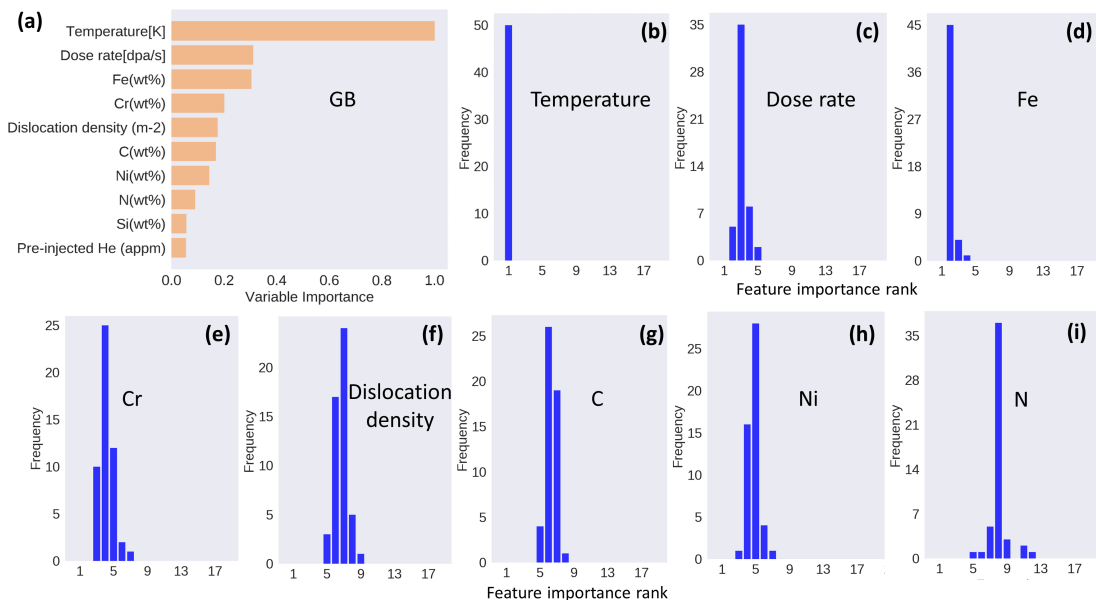 (a)
Temperature[K]
Dose rate[dpa/s]
Fe(wt%)
Cr(wt%)
Dislocation density (m-2)
C(wt%)
Ni(wt%)
N(wt%)
Si(wt%)
Pre-injected He (appm)
GB
0.0 0.2 0.4 0.6 0.8 1.0
Variable Importance
(b)
Temperature
Frequency
50
40
30
20
10
0
1 5 9 13 17
(c)
Dose rate
Frequency
35
28
21
14
7
0
1 5 9 13 17
Feature importance rank
(d)
Fe
Frequency
45
36
27
18
9
0
1 5 9 13 17
(e)
Cr
Frequency
25
20
15
10
5
0
1 5 9 13 17
(f)
Dislocation
density
Frequency
20
15
10
5
0
1 5 9 13 17
(g)
C
Frequency
25
20
15
10
5
0
1 5 9 13 17
Feature importance rank
(h)
Ni
Frequency
25
20
15
10
5
0
1 5 9 13 17
(i)
N
Frequency
35
28
21
14
7
0
1 5 9 13 17